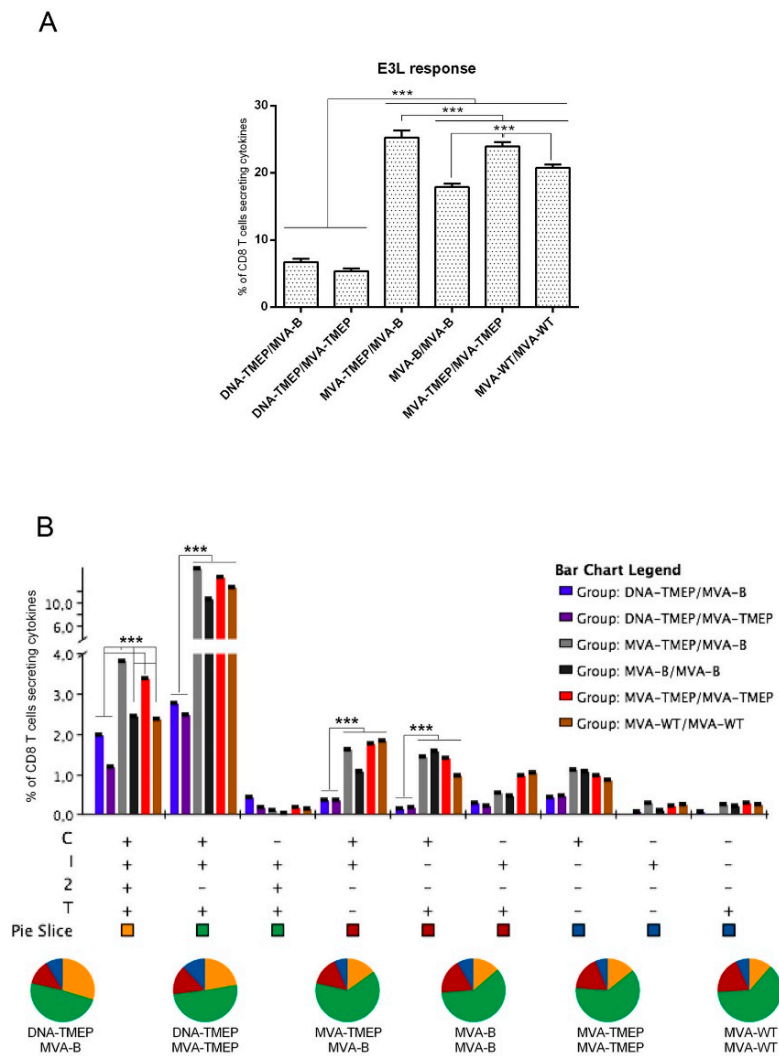 A
E3L response
***
***
***
30
20
10
0
% of CD8 T cells secreting cytokines
DNA-TMEP/MVA-B
DNA-TMEP/MVA-TMEP
MVA-TMEP/MVA-B
MVA-B/MVA-B
MVA-TMEP/MVA-TMEP
MVA-WT/MVA-WT
B
***
***
***
***
10,0
6,0
4,0
3,0
2,0
1,0
0,0
% of CD8 T cells secreting cytokines
Bar Chart Legend
Group: DNA-TMEP/MVA-B
Group: DNA-TMEP/MVA-TMEP
Group: MVA-TMEP/MVA-B
Group: MVA-B/MVA-B
Group: MVA-TMEP/MVA-TMEP
Group: MVA-WT/MVA-WT
C + + - + + - + - -
I + + + + - + - + -
2 + - + - - - - - -
T + + + - + + - - +
Pie Slice
DNA-TMEP MVA-B
DNA-TMEP MVA-TMEP
MVA-TMEP MVA-B
MVA-B MVA-B
MVA-TMEP MVA-TMEP
MVA-WT MVA-WT